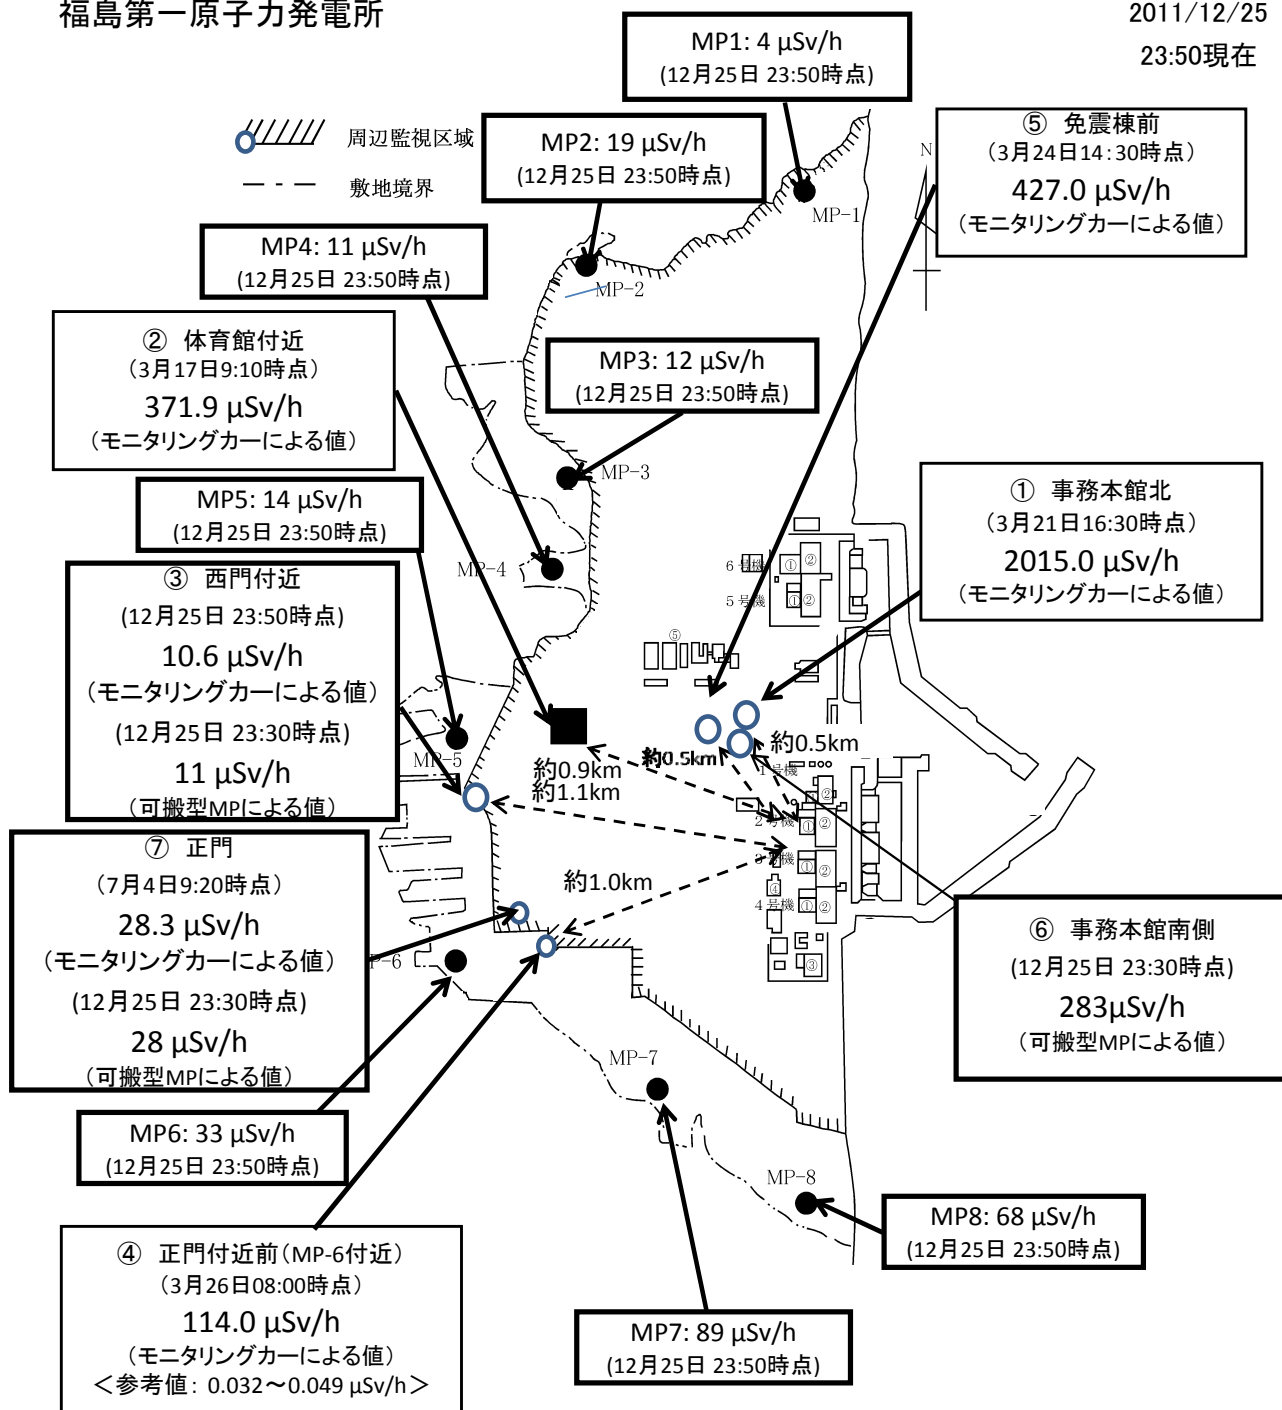 福島第一原子力発電所
2011/12/25
23:50現在
MP1: 4 μSv/h
(12月25日 23:50時点)
周辺監視区域
敷地境界
MP2: 19 μSv/h
(12月25日 23:50時点)
⑤ 免震棟前
(3月24日14:30時点)
427.0 μSv/h
(モニタリングカーによる値)
N
MP-1
MP4: 11 μSv/h
(12月25日 23:50時点)
MP-2
② 体育館付近
(3月17日9:10時点)
371.9 μSv/h
(モニタリングカーによる値)
MP3: 12 μSv/h
(12月25日 23:50時点)
MP-3
① 事務本館北
(3月21日16:30時点)
2015.0 μSv/h
(モニタリングカーによる値)
MP5: 14 μSv/h
(12月25日 23:50時点)
MP-4
6号機
① ②
5号機
① ②
③ 西門付近
(12月25日 23:50時点)
10.6 μSv/h
(モニタリングカーによる値)
(12月25日 23:30時点)
11 μSv/h
(可搬型MPによる値)
⑤
MP-5
約0.9km
約1.1km
約0.5km
約0.5km
1号機
②
2号機
① ②
3号機
① ②
④
4号機
① ②
③
約1.0km
⑦ 正門
(7月4日9:20時点)
28.3 μSv/h
(モニタリングカーによる値)
(12月25日 23:30時点)
28 μSv/h
(可搬型MPによる値)
P-6
⑥ 事務本館南側
(12月25日 23:30時点)
283μSv/h
(可搬型MPによる値)
MP-7
MP6: 33 μSv/h
(12月25日 23:50時点)
MP-8
MP8: 68 μSv/h
(12月25日 23:50時点)
④ 正門付近前(MP-6付近)
(3月26日08:00時点)
114.0 μSv/h
(モニタリングカーによる値)
＜参考値: 0.032～0.049 μSv/h＞
MP7: 89 μSv/h
(12月25日 23:50時点)